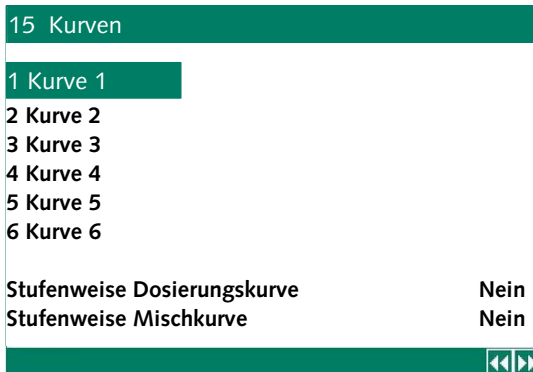 15 Kurven
1 Kurve 1
2 Kurve 2
3 Kurve 3
4 Kurve 4
5 Kurve 5
6 Kurve 6
Stufenweise Dosierungskurve Nein
Stufenweise Mischkurve Nein